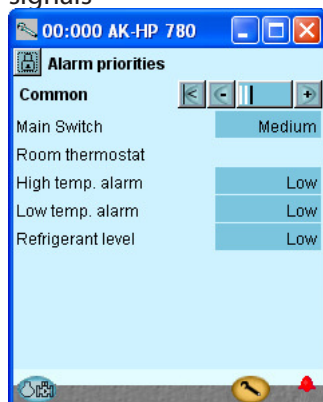 signals
00:000 AK-HP 780
Alarm priorities
Common
Main Switch Medium
Room thermostat
High temp. alarm Low
Low temp. alarm Low
Refrigerant level Low